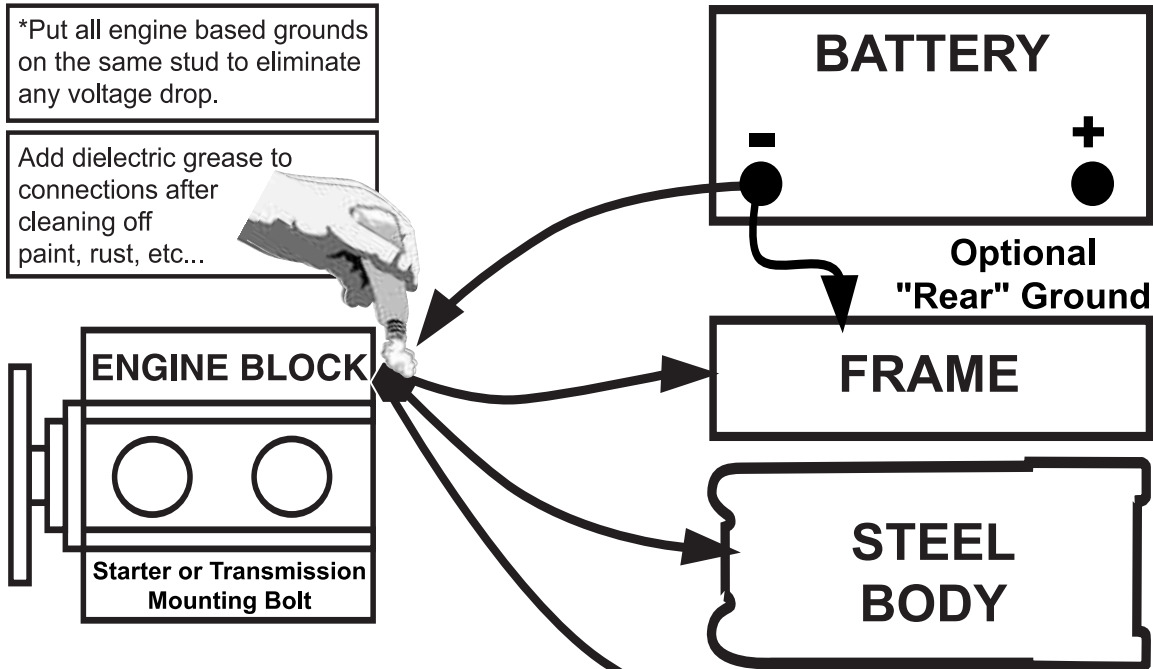 *Put all engine based grounds
on the same stud to eliminate
any voltage drop.
Add dielectric grease to
connections after
cleaning off
paint, rust, etc...
BATTERY
- +
Optional
"Rear" Ground
ENGINE BLOCK
FRAME
Starter or Transmission
Mounting Bolt
STEEL
BODY